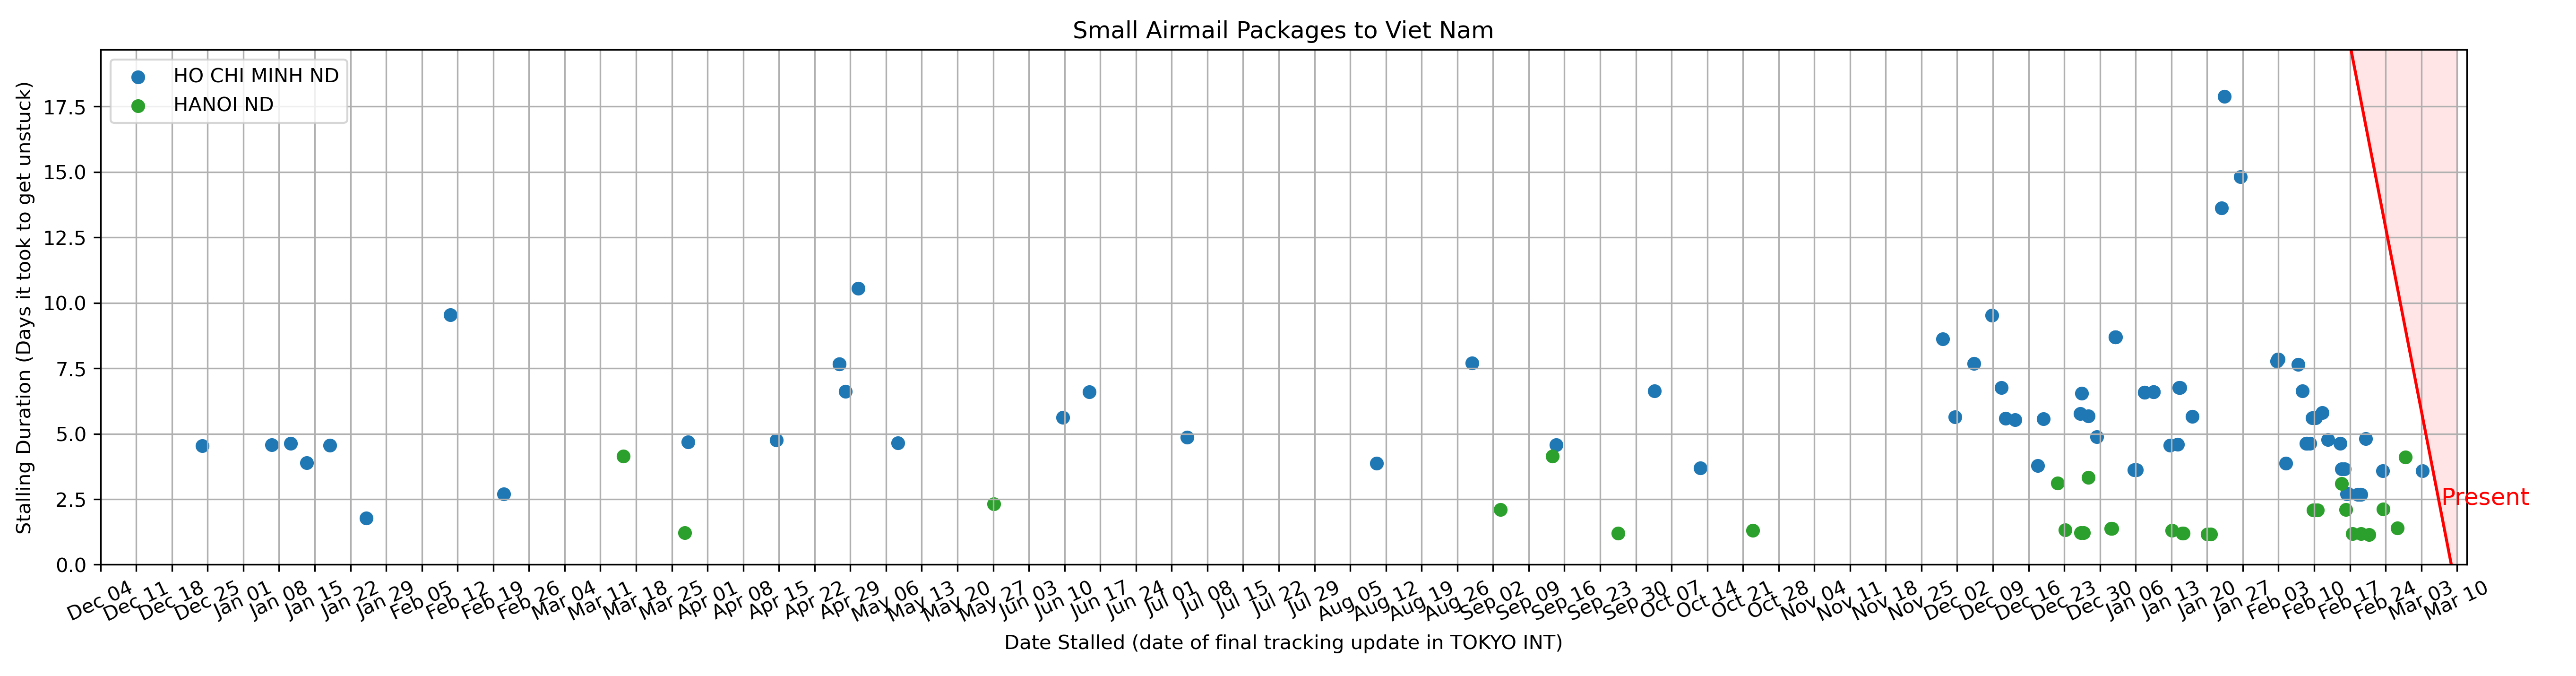 Small Airmail Packages to Viet Nam
HO CHI MINH ND
HANOI ND
Stalling Duration (Days it took to get unstuck)
17.5
15.0
12.5
10.0
7.5
5.0
2.5
0.0
Present
Dec 04
Dec 11
Dec 18
Dec 25
Jan 01
Jan 08
Jan 15
Jan 22
Jan 29
Feb 05
Feb 12
Feb 19
Feb 26
Mar 04
Mar 11
Mar 18
Mar 25
Apr 01
Apr 08
Apr 15
Apr 22
Apr 29
May 06
May 13
May 20
May 27
Jun 03
Jun 10
Jun 17
Jun 24
Jul 01
Jul 08
Jul 15
Jul 22
Jul 29
Aug 05
Aug 12
Aug 19
Aug 26
Sep 02
Sep 09
Sep 16
Sep 23
Sep 30
Oct 07
Oct 14
Oct 21
Oct 28
Nov 04
Nov 11
Nov 18
Nov 25
Dec 02
Dec 09
Dec 16
Dec 23
Dec 30
Jan 06
Jan 13
Jan 20
Jan 27
Feb 03
Feb 10
Feb 17
Feb 24
Mar 03
Mar 10
Date Stalled (date of final tracking update in TOKYO INT)